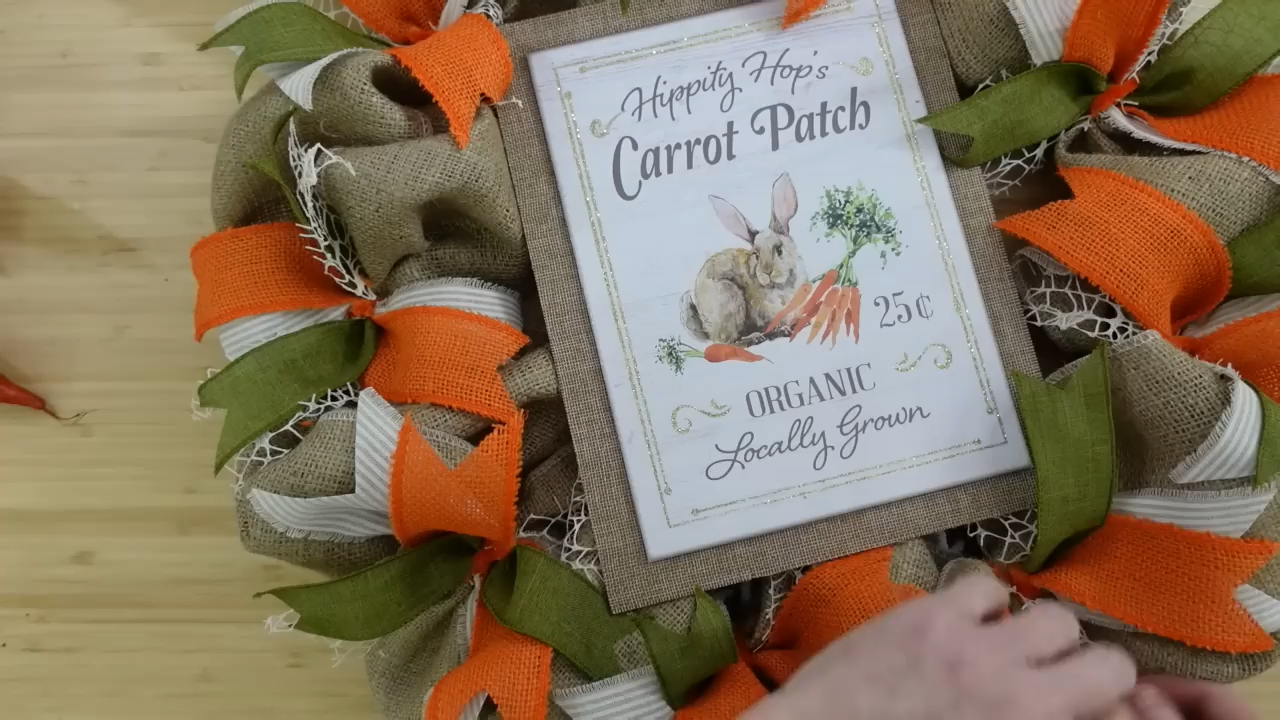 Hippity Hop's
Carrot Patch
25¢
ORGANIC
Locally Grown